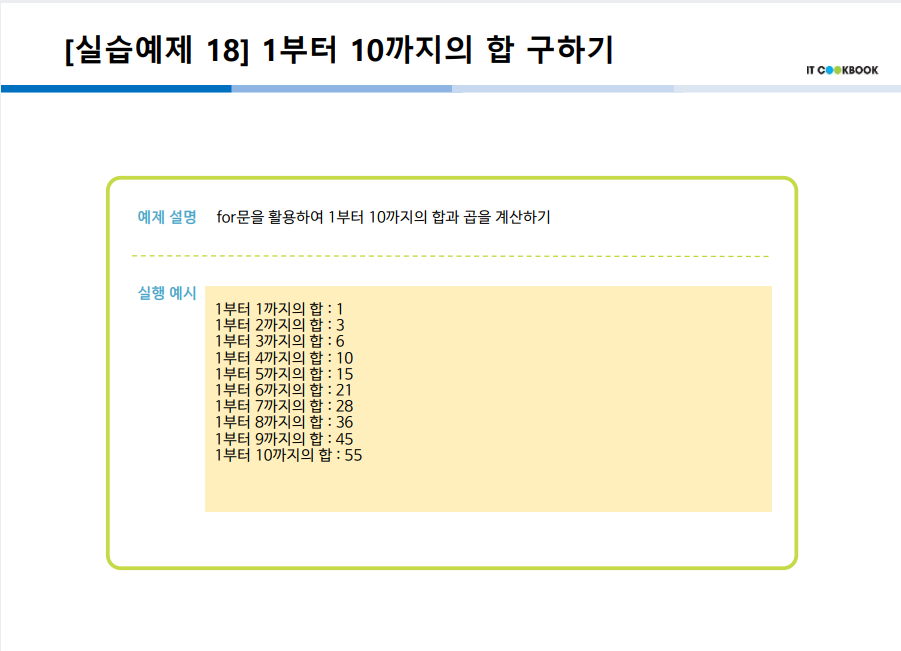 [실습예제 18] 1부터 10까지의 합 구하기
IT COOKBOOK
예제 설명 for문을 활용하여 1부터 10까지의 합과 곱을 계산하기
실행 예시
1부터 1까지의 합 : 1
1부터 2까지의 합 : 3
1부터 3까지의 합 : 6
1부터 4까지의 합 : 10
1부터 5까지의 합 : 15
1부터 6까지의 합 : 21
1부터 7까지의 합 : 28
1부터 8까지의 합 : 36
1부터 9까지의 합 : 45
1부터 10까지의 합 : 55